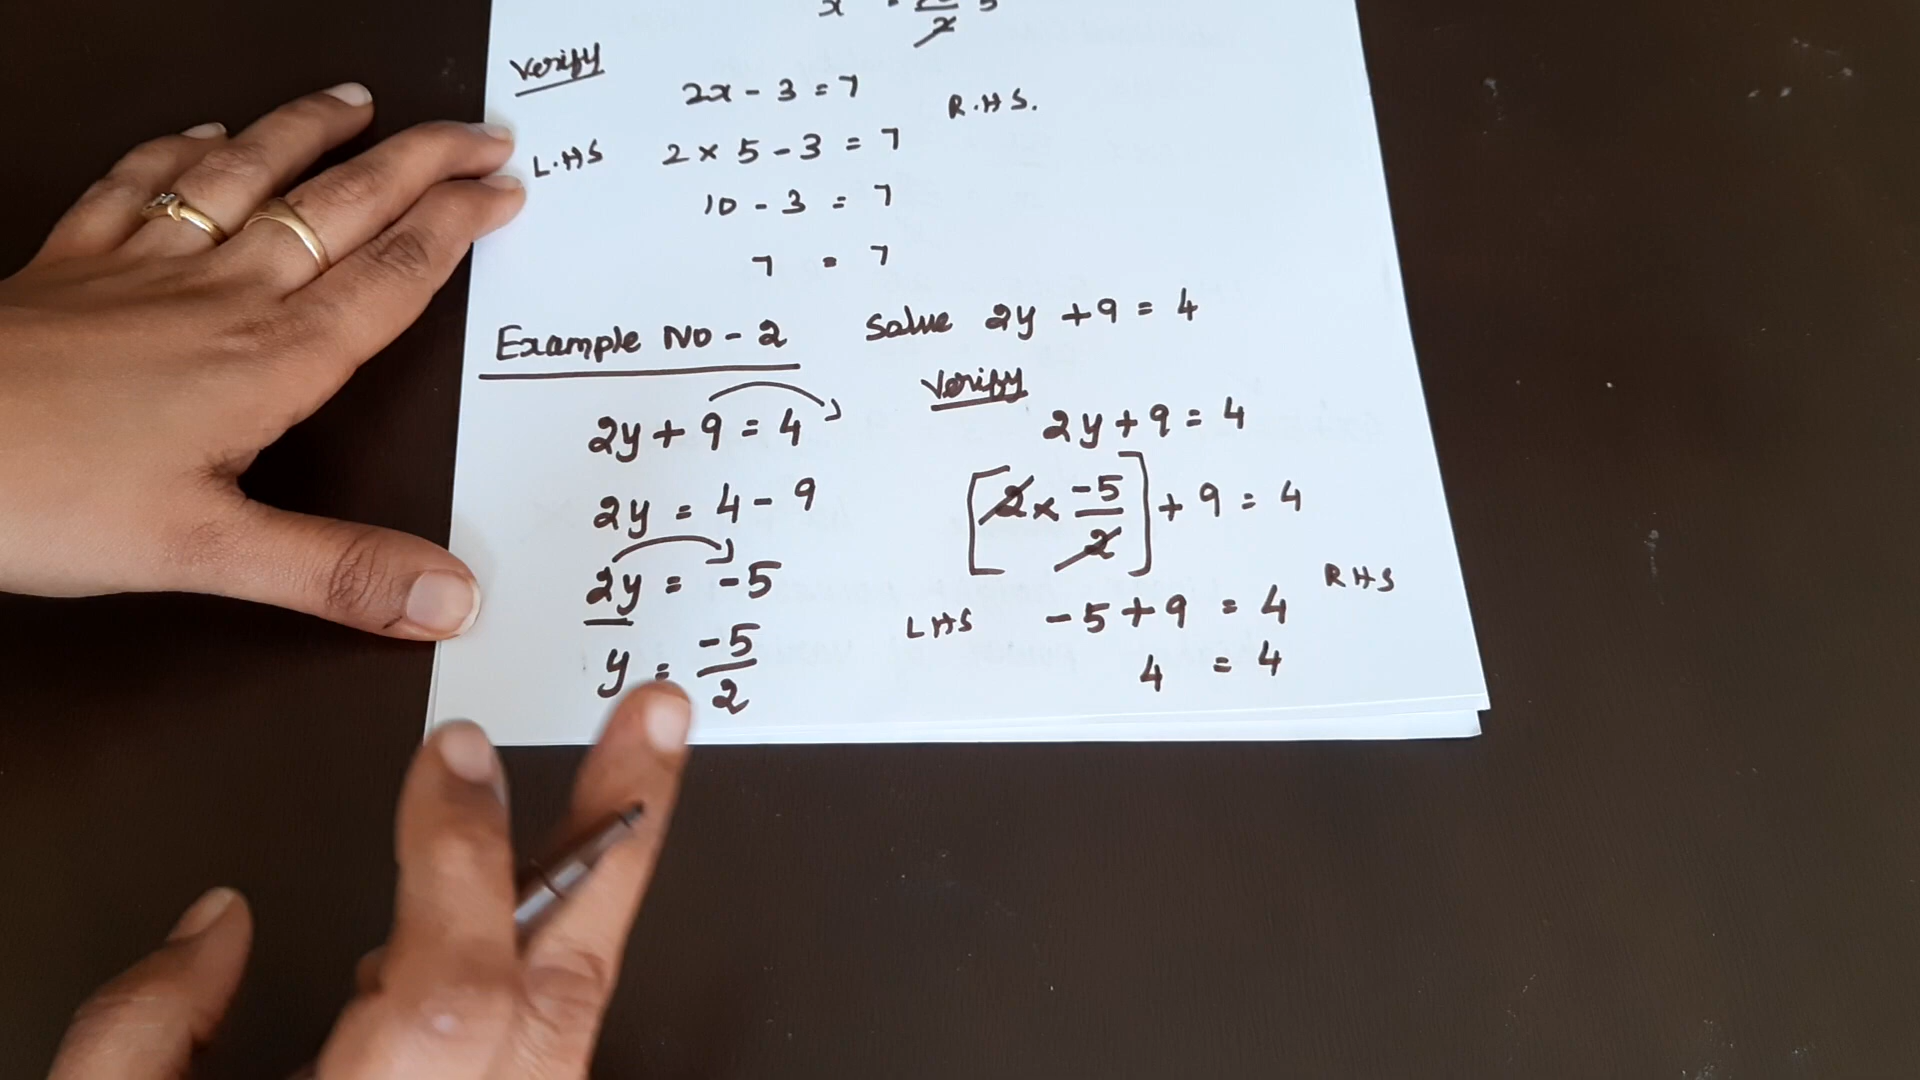 x = 5
Verify
2x - 3 = 7
R.H.S.
L.H.S 2 × 5 - 3 = 7
10 - 3 = 7
7 = 7
Example No - 2 Solve 2y + 9 = 4
2y + 9 = 4
2y = 4 - 9
2y = -5
y = -5/2
Verify
2y + 9 = 4
[2 × -5/2] + 9 = 4
LHS -5 + 9 = 4 RHS
4 = 4